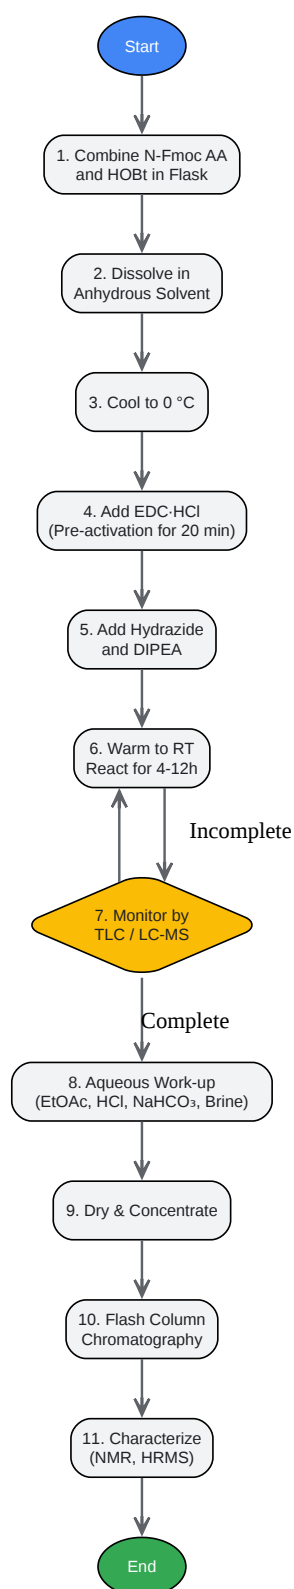 Start
1. Combine N-Fmoc AA
and HOBt in Flask
2. Dissolve in
Anhydrous Solvent
3. Cool to 0 °C
4. Add EDC·HCl
(Pre-activation for 20 min)
5. Add Hydrazide
and DIPEA
6. Warm to RT
React for 4-12h
Incomplete
7. Monitor by
TLC / LC-MS
Complete
8. Aqueous Work-up
(EtOAc, HCl, NaHCO₃, Brine)
9. Dry & Concentrate
10. Flash Column
Chromatography
11. Characterize
(NMR, HRMS)
End